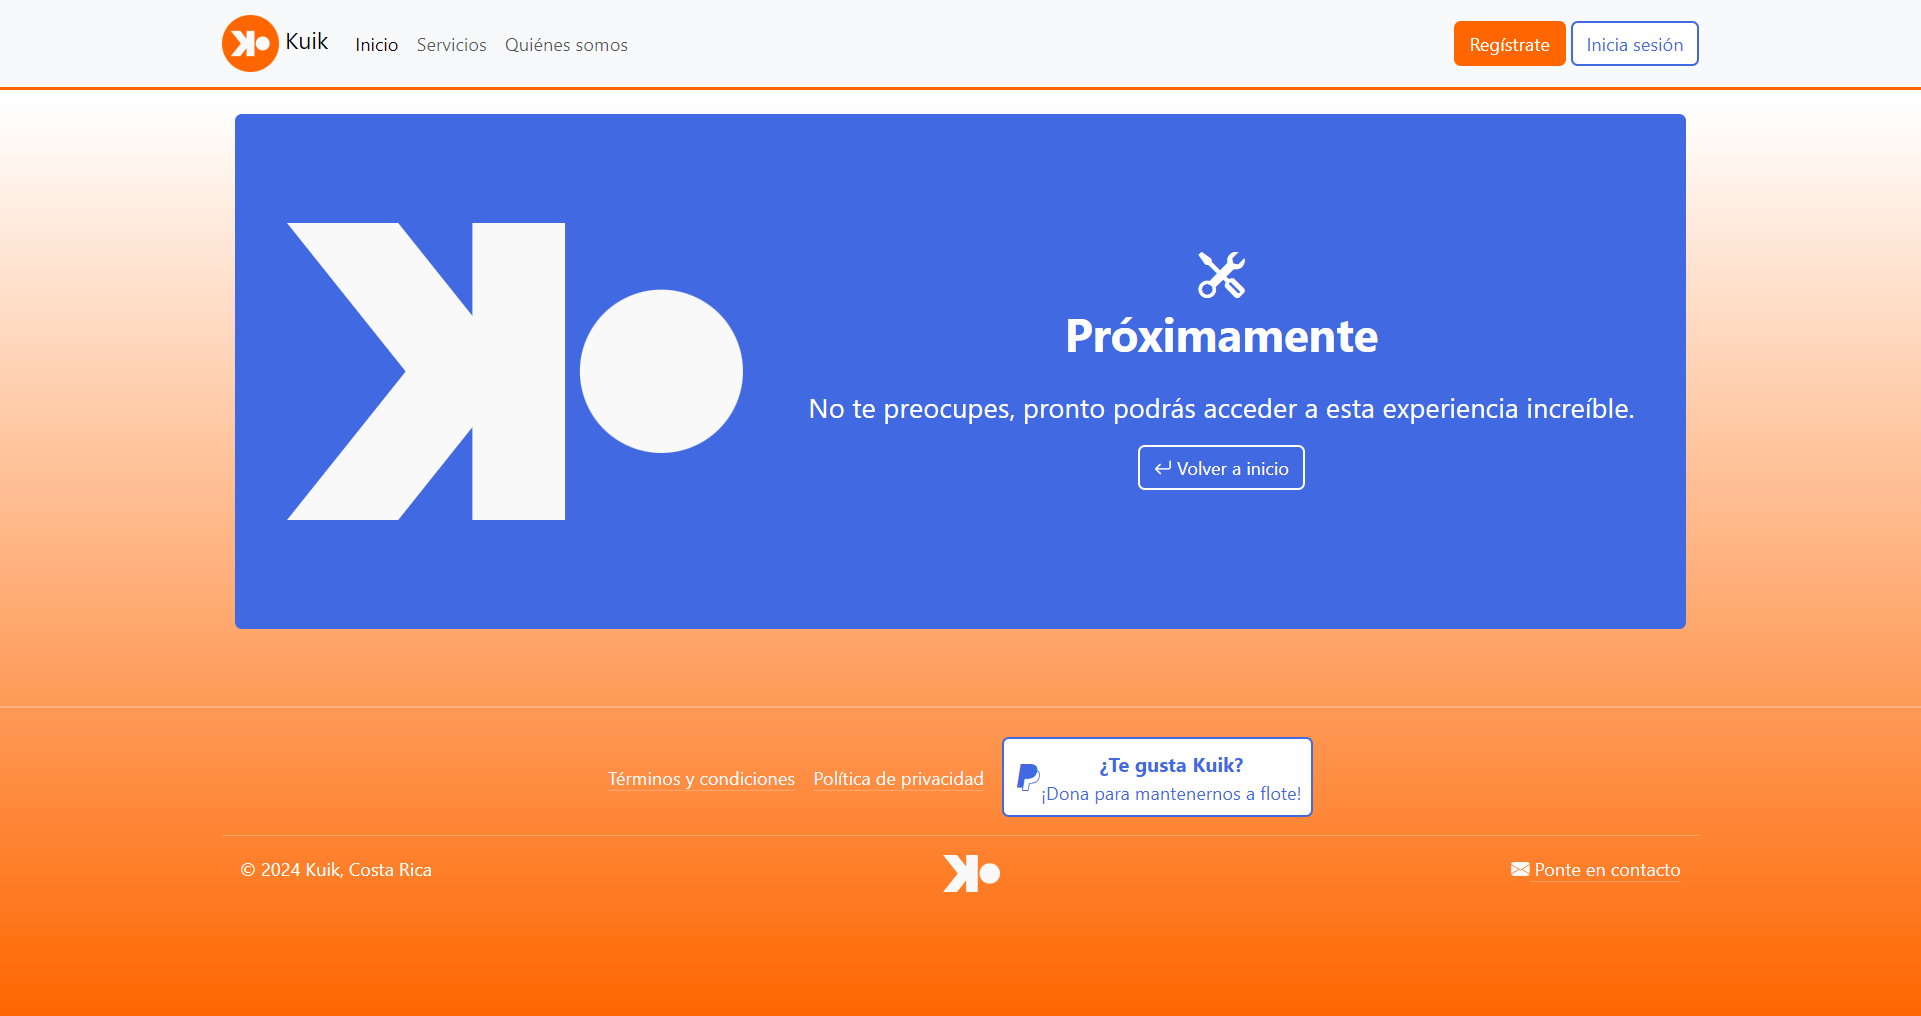 Kuik
Inicio
Servicios
Quiénes somos
Regístrate
Inicia sesión
Próximamente
No te preocupes, pronto podrás acceder a esta experiencia increíble.
Volver a inicio
Términos y condiciones
Política de privacidad
¿Te gusta Kuik?
¡Dona para mantenernos a flote!
© 2024 Kuik, Costa Rica
Ponte en contacto